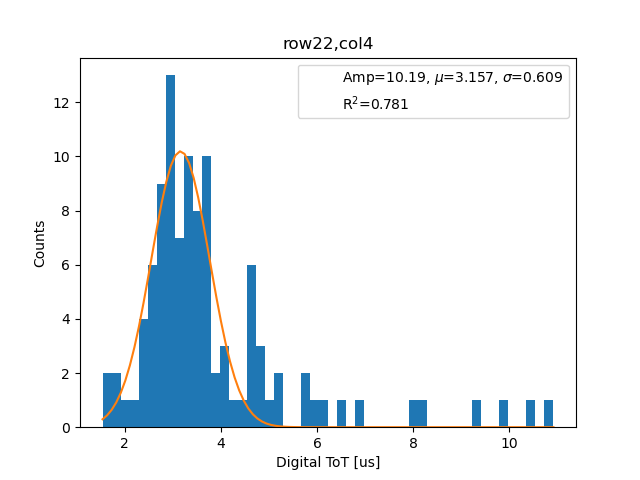 row22,col4
Amp=10.19, μ=3.157, σ=0.609
R²=0.781
12
10
8
6
4
2
0
Counts
2 4 6 8 10
Digital ToT [us]